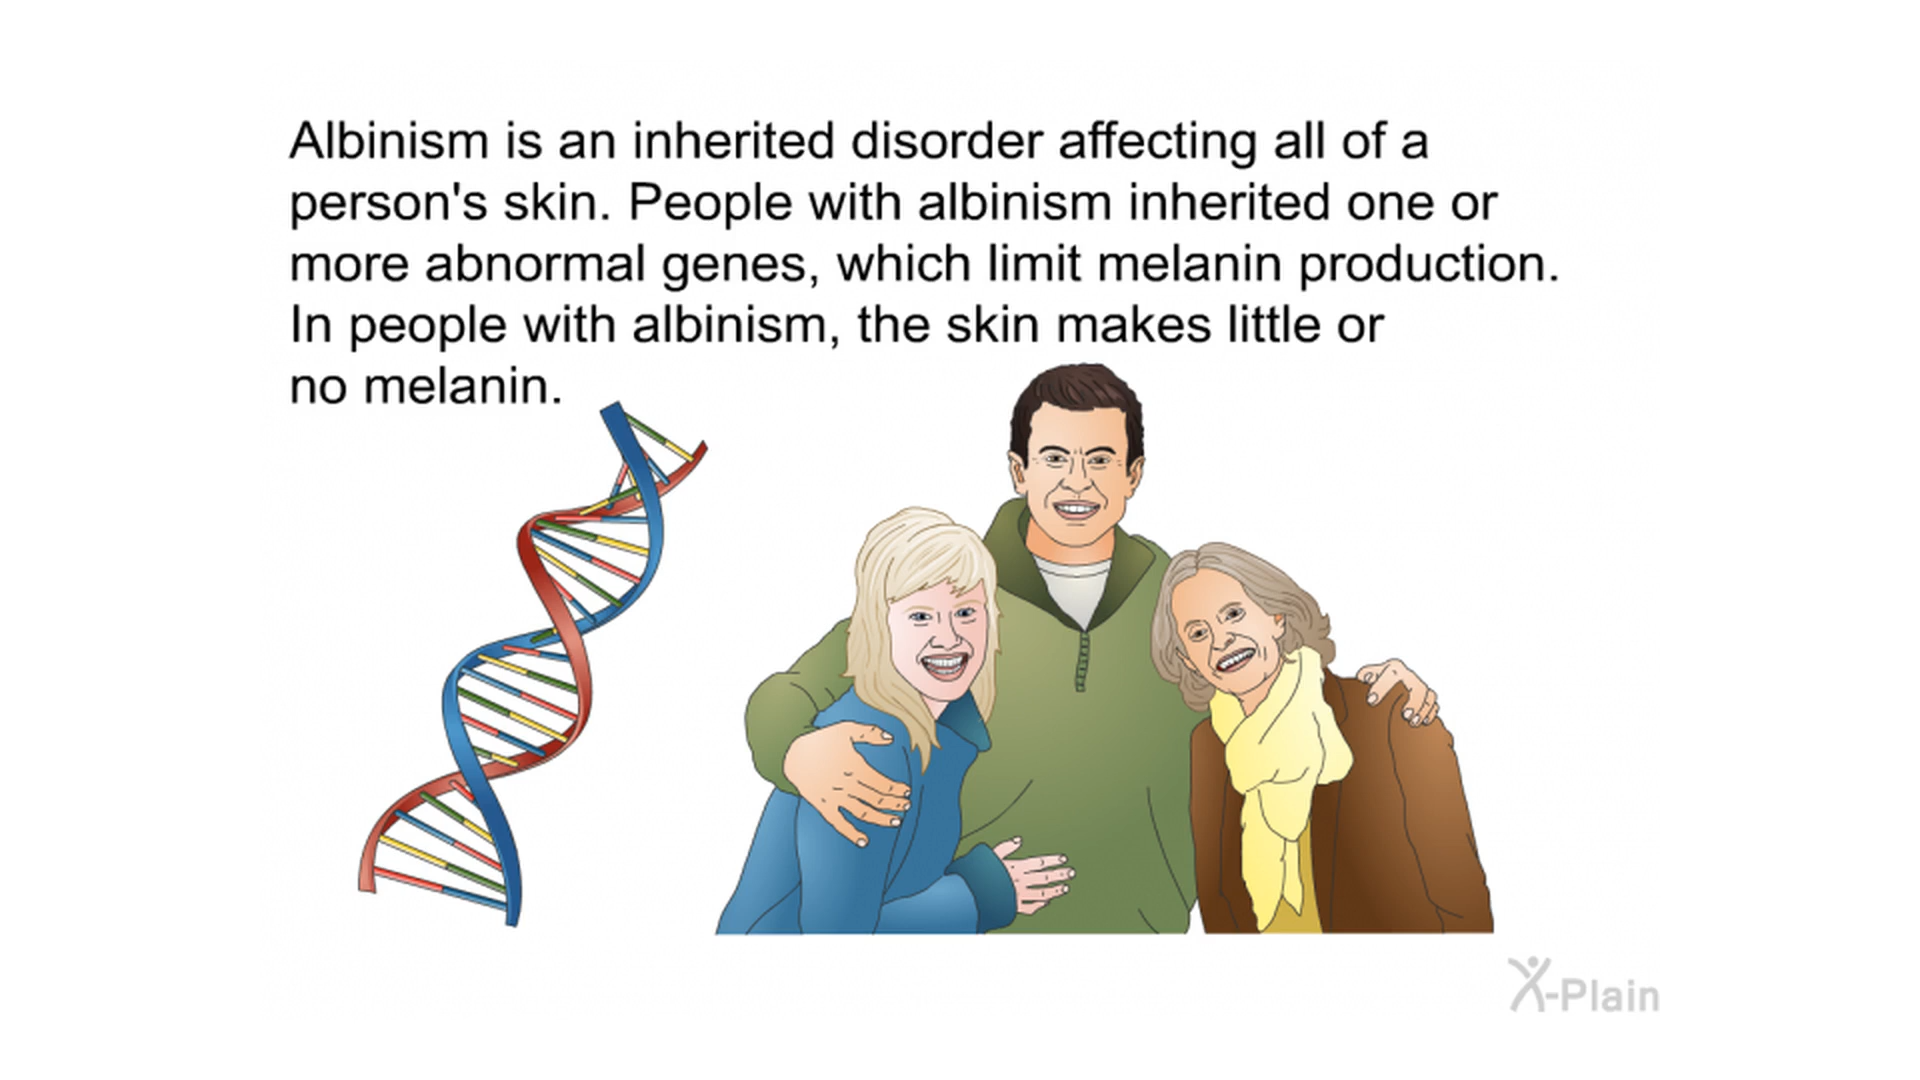 Albinism is an inherited disorder affecting all of a
person's skin. People with albinism inherited one or
more abnormal genes, which limit melanin production.
In people with albinism, the skin makes little or
no melanin.
X-Plain